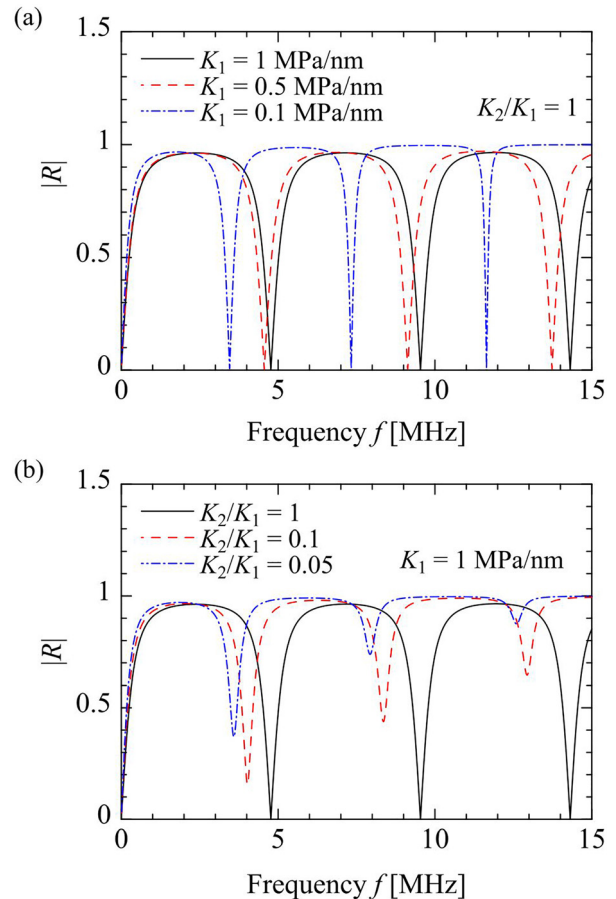 (a)
1.5
K₁ = 1 MPa/nm
K₁ = 0.5 MPa/nm
K₁ = 0.1 MPa/nm
K₂/K₁ = 1
1
|R|
0.5
0
0 5 10 15
Frequency f [MHz]
(b)
1.5
K₂/K₁ = 1
K₂/K₁ = 0.1
K₂/K₁ = 0.05
K₁ = 1 MPa/nm
1
|R|
0.5
0
0 5 10 15
Frequency f [MHz]